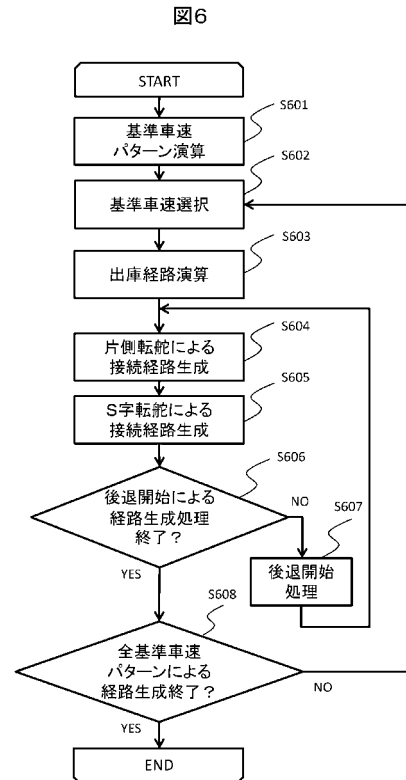 図6
START
S601
基準車速
パターン演算
S602
基準車速選択
S603
出庫経路演算
S604
片側転舵による
接続経路生成
S605
S字転舵による
接続経路生成
S606
後退開始による
経路生成処理
終了？
NO
S607
後退開始
処理
YES
S608
全基準車速
パターンによる
経路生成終了？
NO
YES
END